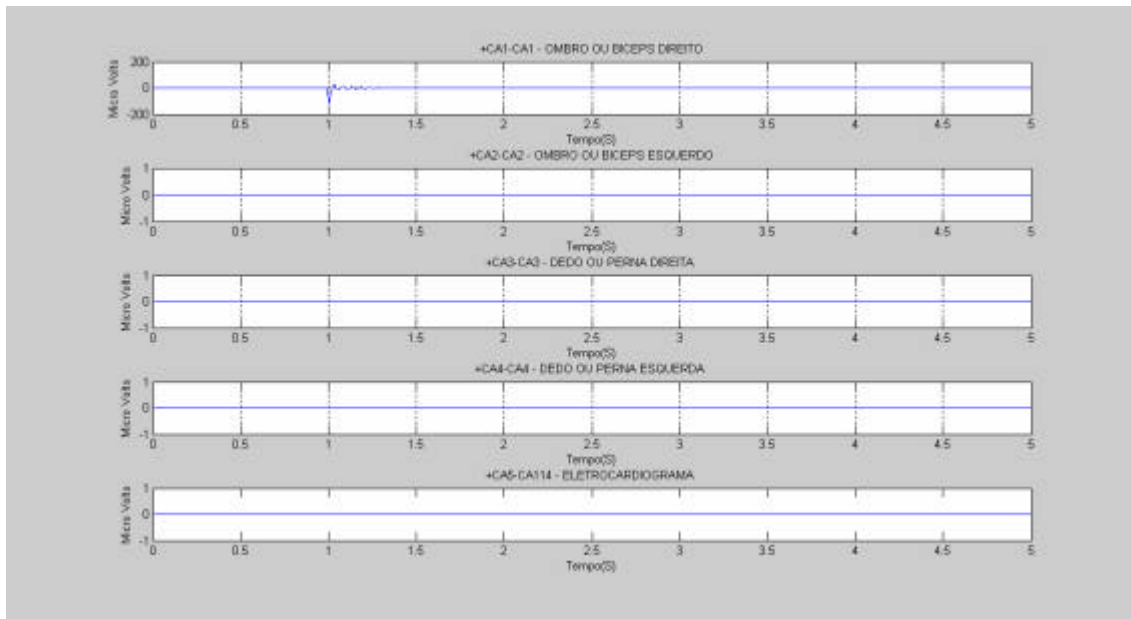 +CA1-CA1 - OMBRO OU BICEPS DIREITO
Micro Volts
200
0
-200
0 0.5 1 1.5 2 2.5 3 3.5 4 4.5 5
Tempo(S)
+CA2-CA2 - OMBRO OU BICEPS ESQUERDO
Micro Volts
1
0
-1
0 0.5 1 1.5 2 2.5 3 3.5 4 4.5 5
Tempo(S)
+CA3-CA3 - DEDO OU PERNA DIREITA
Micro Volts
1
0
-1
0 0.5 1 1.5 2 2.5 3 3.5 4 4.5 5
Tempo(S)
+CA4-CA4 - DEDO OU PERNA ESQUERDA
Micro Volts
1
0
-1
0 0.5 1 1.5 2 2.5 3 3.5 4 4.5 5
Tempo(S)
+CA5-CA114 - ELETROCARDIOGRAMA
Micro Volts
1
0
-1
0 0.5 1 1.5 2 2.5 3 3.5 4 4.5 5
Tempo(S)